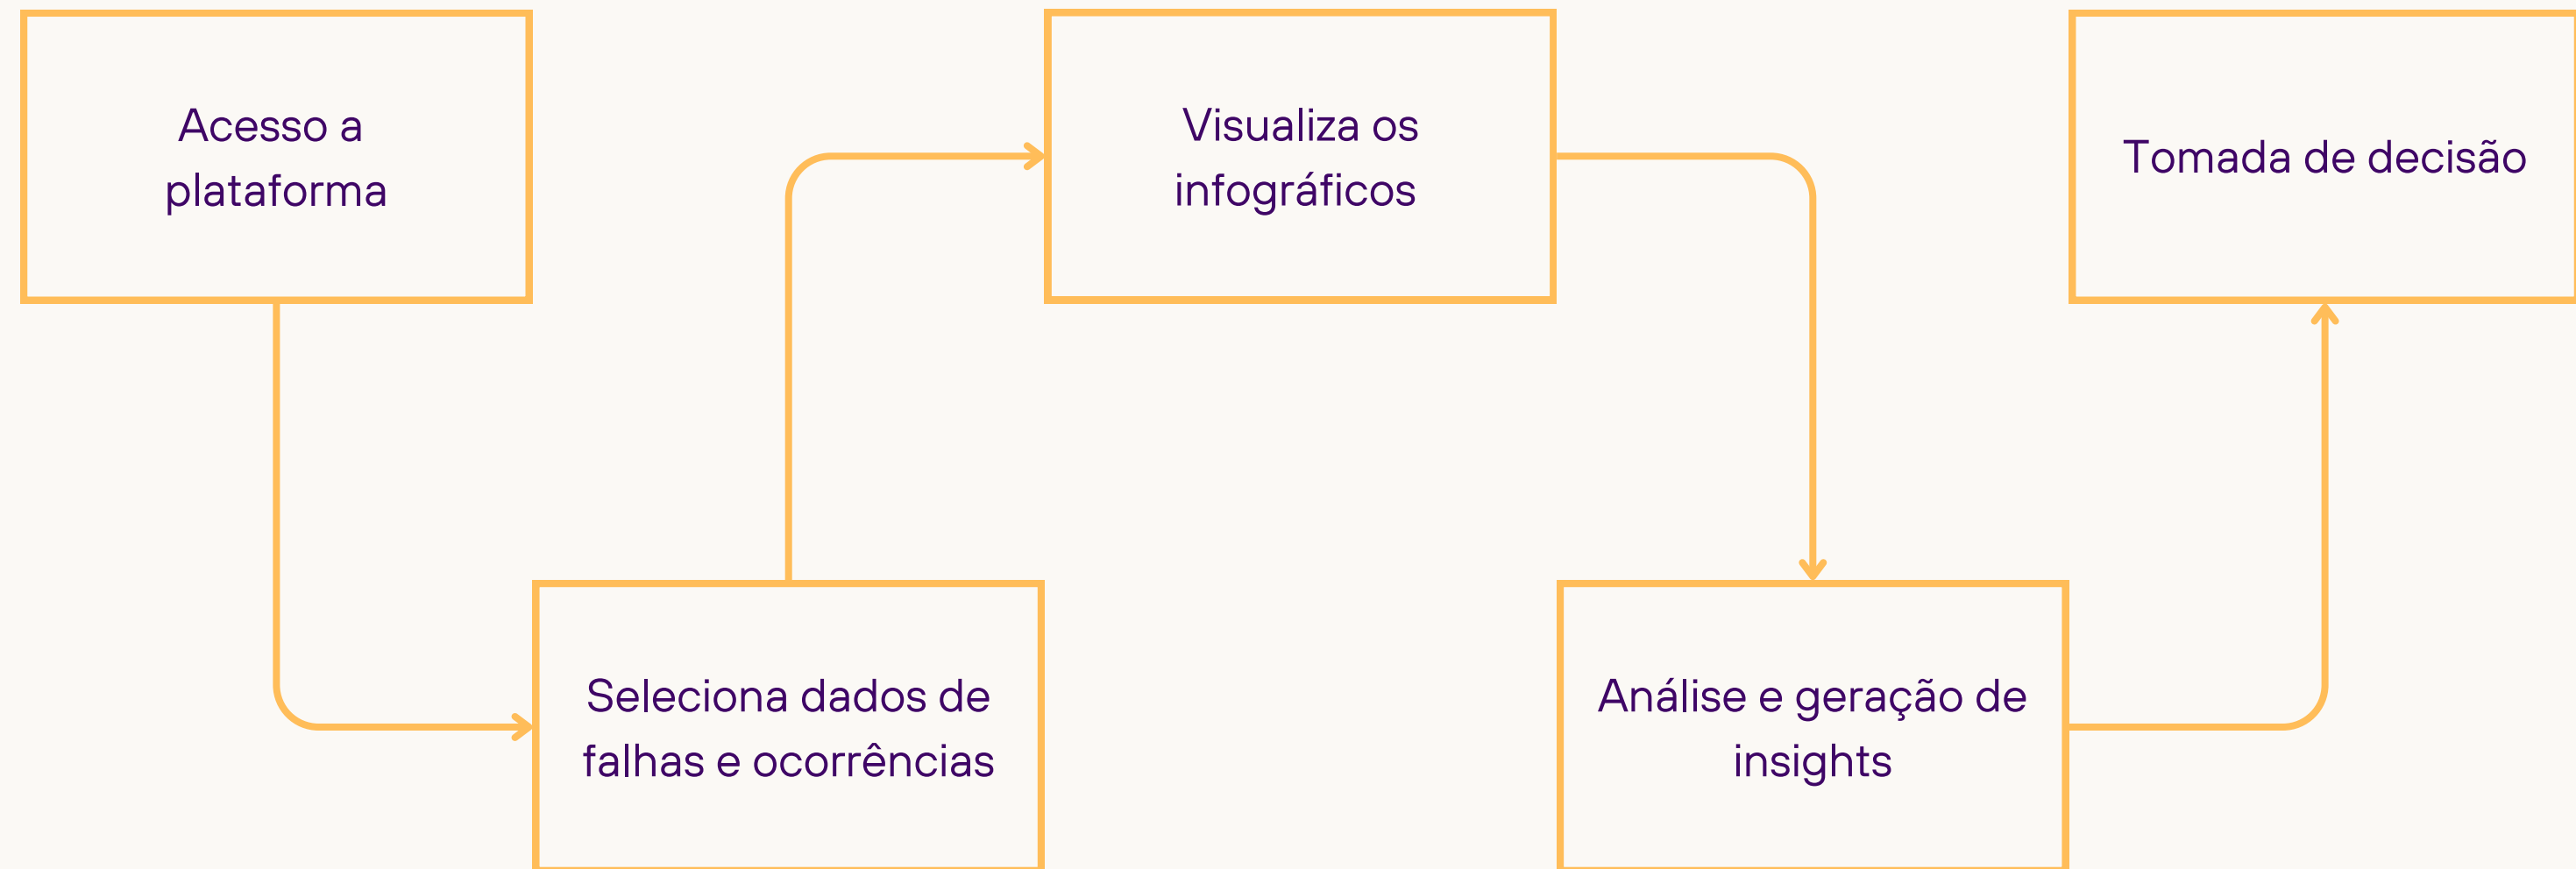 Acesso a
plataforma
Seleciona dados de
falhas e ocorrências
Visualiza os
infográficos
Análise e geração de
insights
Tomada de decisão